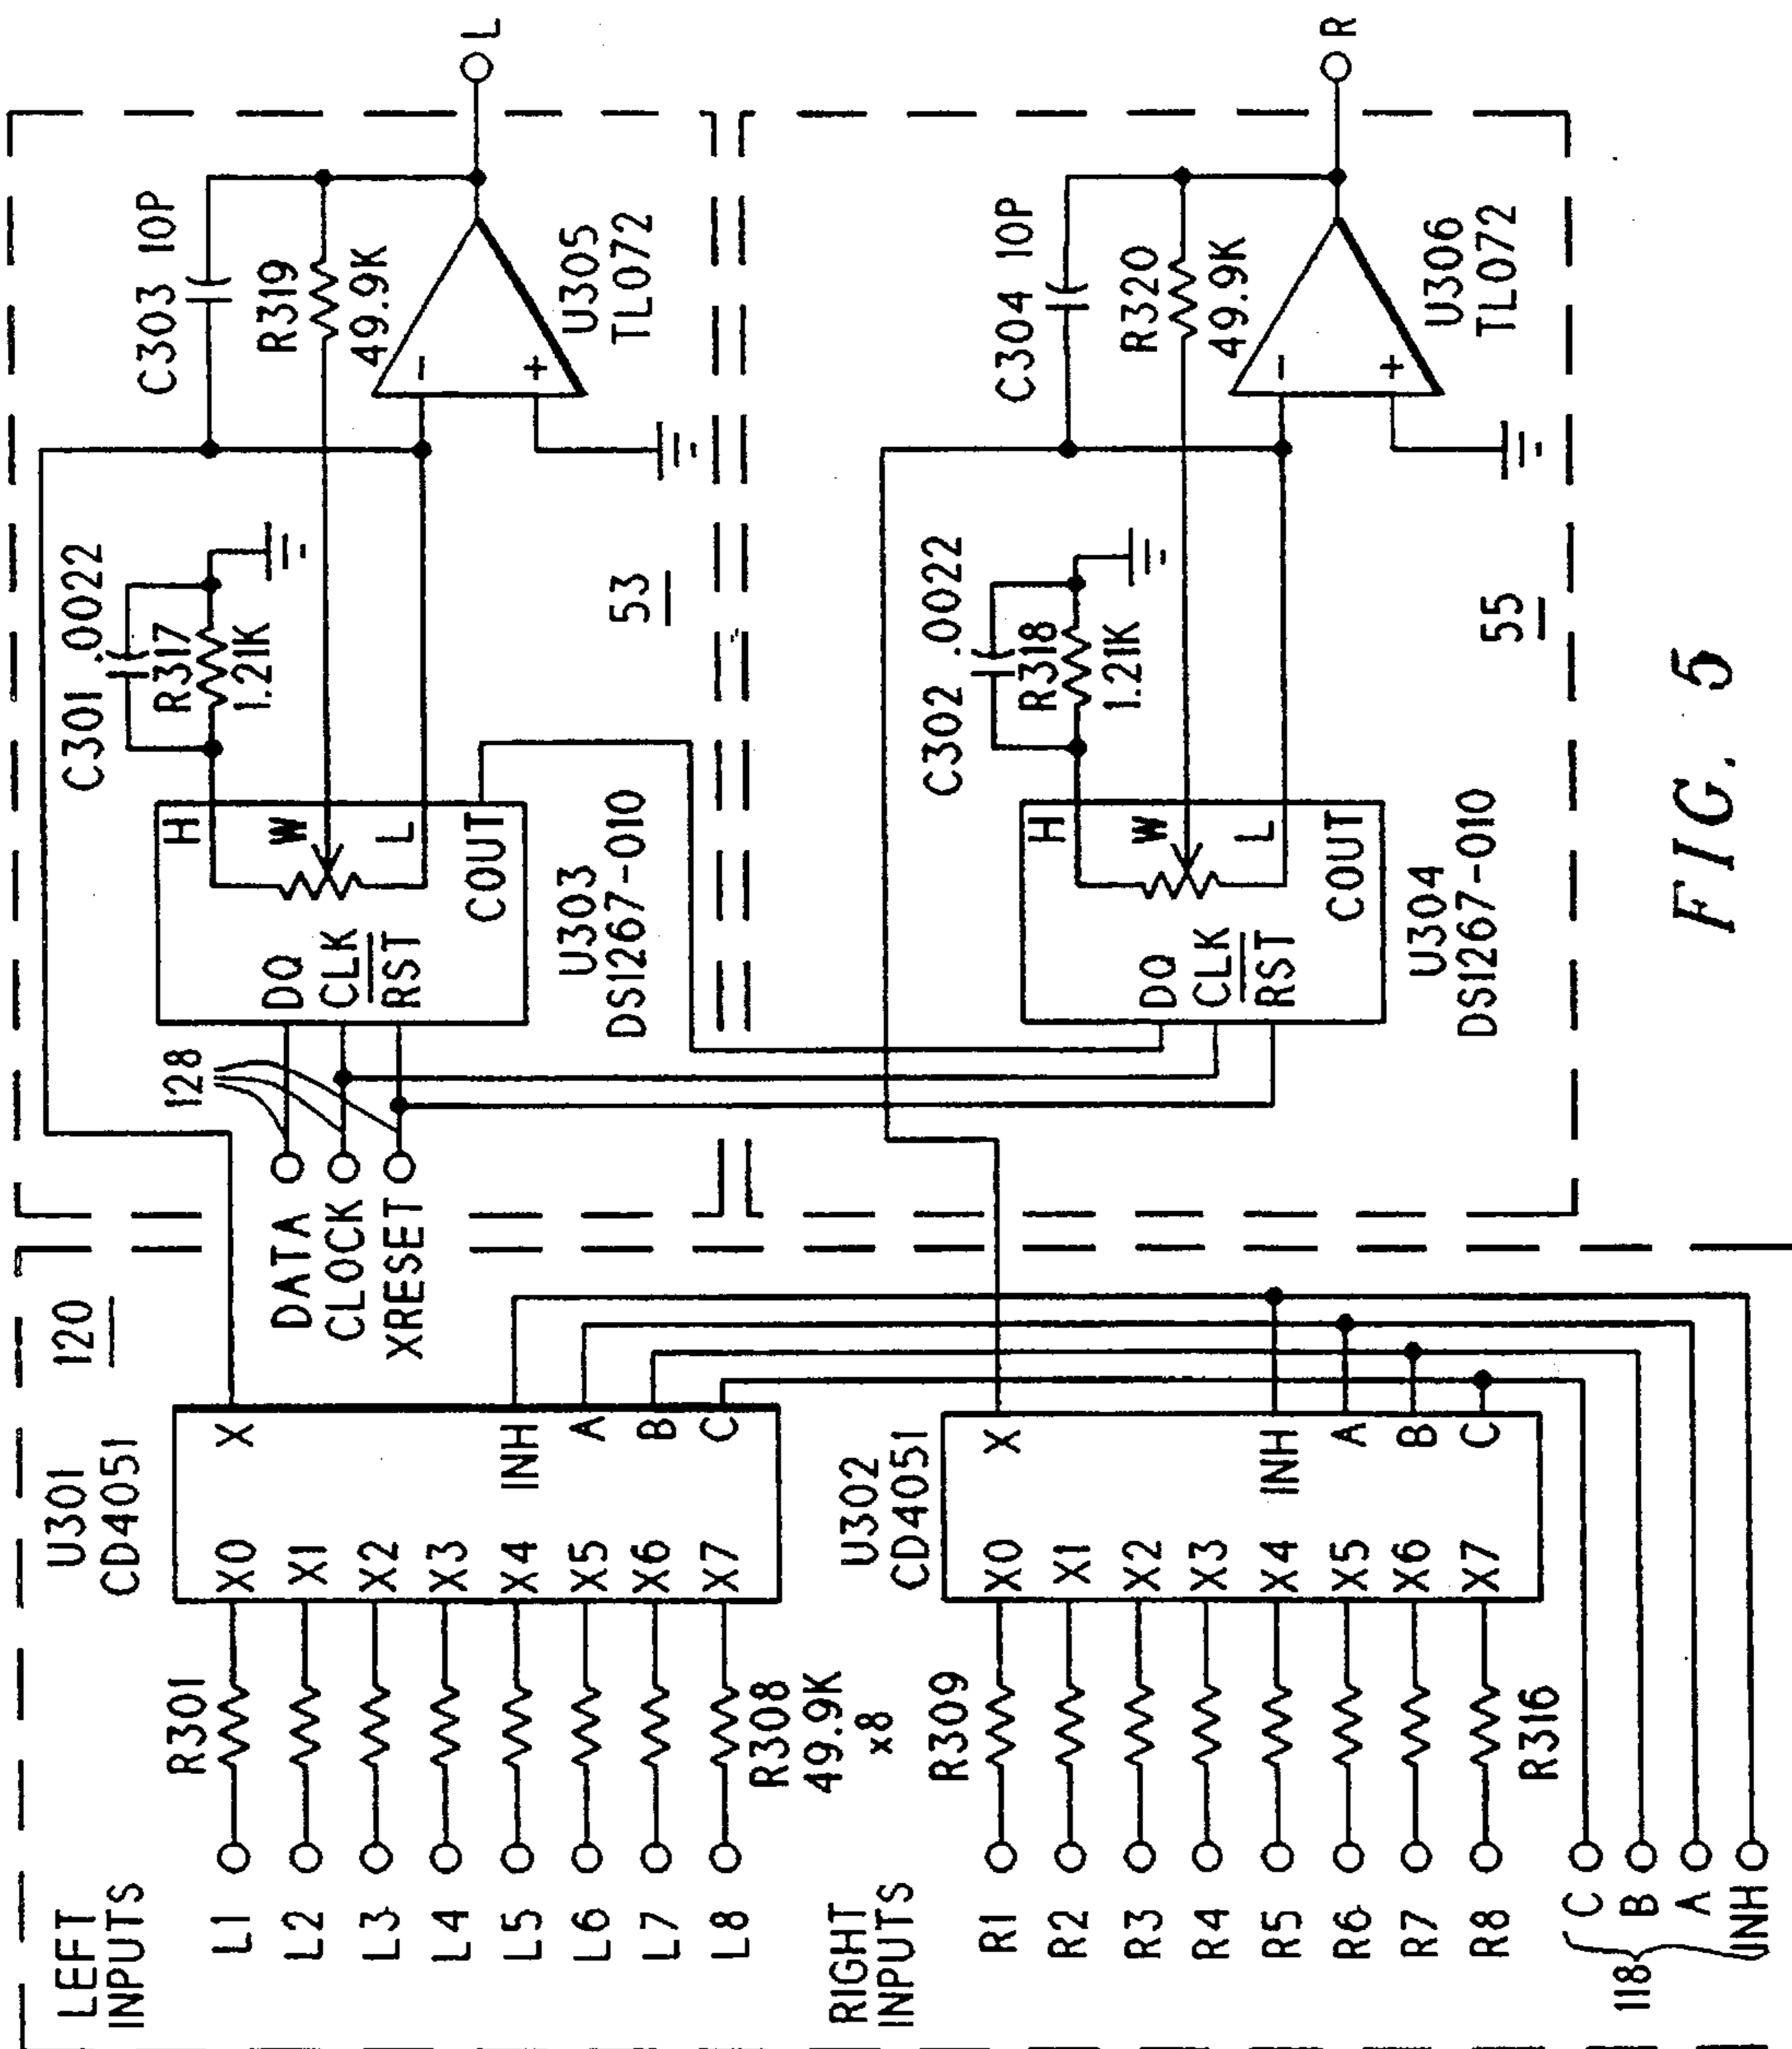 LEFT
INPUTS
L1
L2
L3
L4
L5
L6
L7
L8
R301
R308
49.9K
x8
U301
CD4051
X0
X1
X2
X3
X4
X5
X6
X7
X
INH
A
B
C
120
RIGHT
INPUTS
R1
R2
R3
R4
R5
R6
R7
R8
R309
R316
U302
CD4051
X0
X1
X2
X3
X4
X5
X6
X7
X
INH
A
B
C
118
C
B
A
INH
DATA
CLOCK
XRESET
128
DQ
CLK
RST
H
W
L
COUT
U303
DS1267-010
C301 .0022
R317
1.21K
53
C303 10P
R319
49.9K
-
+
U305
TL072
L
DQ
CLK
RST
H
W
L
COUT
U304
DS1267-010
C302 .0022
R318
1.21K
55
C304 10P
R320
49.9K
-
+
U306
TL072
R
FIG. 5